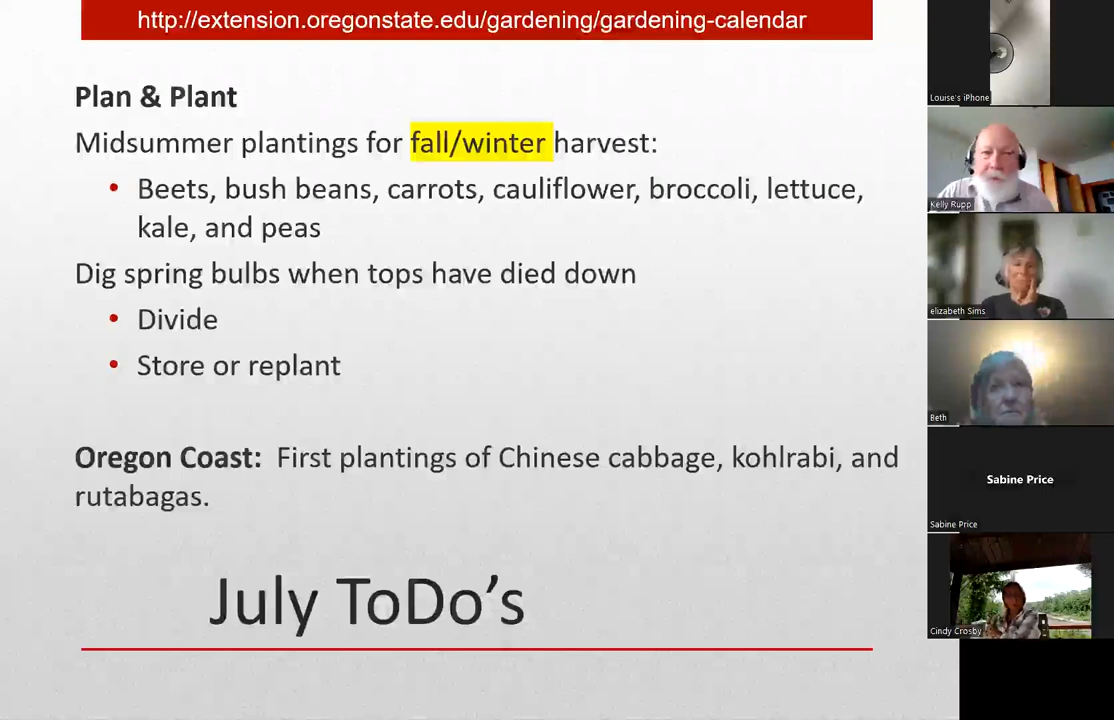 http://extension.oregonstate.edu/gardening/gardening-calendar
Plan & Plant
Midsummer plantings for fall/winter harvest:
• Beets, bush beans, carrots, cauliflower, broccoli, lettuce,
kale, and peas
Dig spring bulbs when tops have died down
• Divide
• Store or replant
Oregon Coast: First plantings of Chinese cabbage, kohlrabi, and
rutabagas.
July ToDo’s
Louise's iPhone
Kelly Rupp
elizabeth Sims
Beth
Sabine Price
Sabine Price
Cindy Crosby